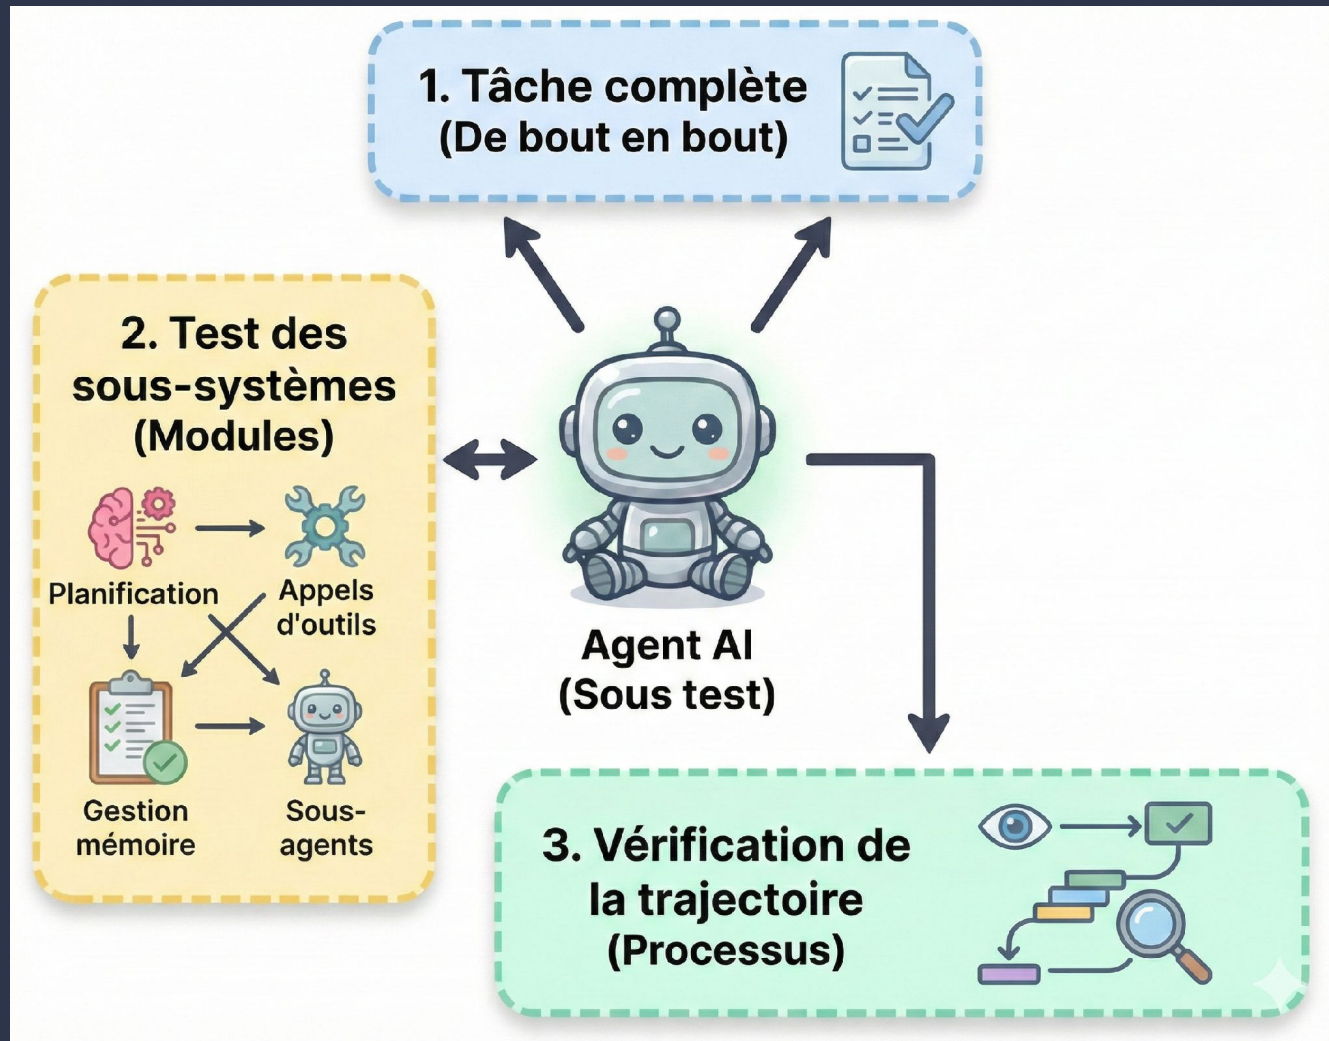 1. Tâche complète
(De bout en bout)
2. Test des
sous-systèmes
(Modules)
Planification
Appels
d'outils
Gestion
mémoire
Sous-
agents
Agent AI
(Sous test)
3. Vérification de
la trajectoire
(Processus)